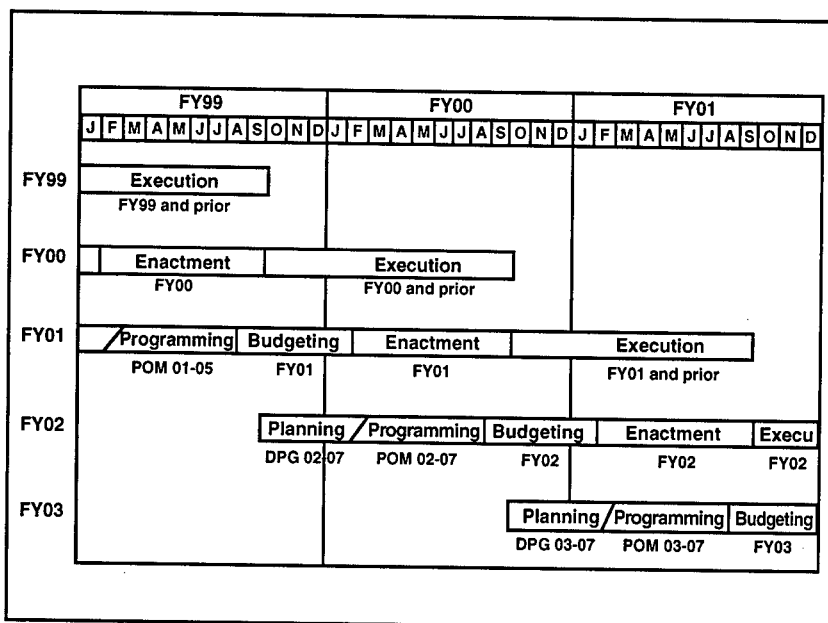 FY99 FY00 FY01
J F M A M J J A S O N D J F M A M J J A S O N D J F M A M J J A S O N D
FY99 Execution
FY99 and prior
FY00 Enactment Execution
FY00 FY00 and prior
FY01 Programming Budgeting Enactment Execution
POM 01-05 FY01 FY01 FY01 and prior
FY02 Planning Programming Budgeting Enactment Execu
DPG 02-07 POM 02-07 FY02 FY02 FY02
FY03 Planning Programming Budgeting
DPG 03-07 POM 03-07 FY03